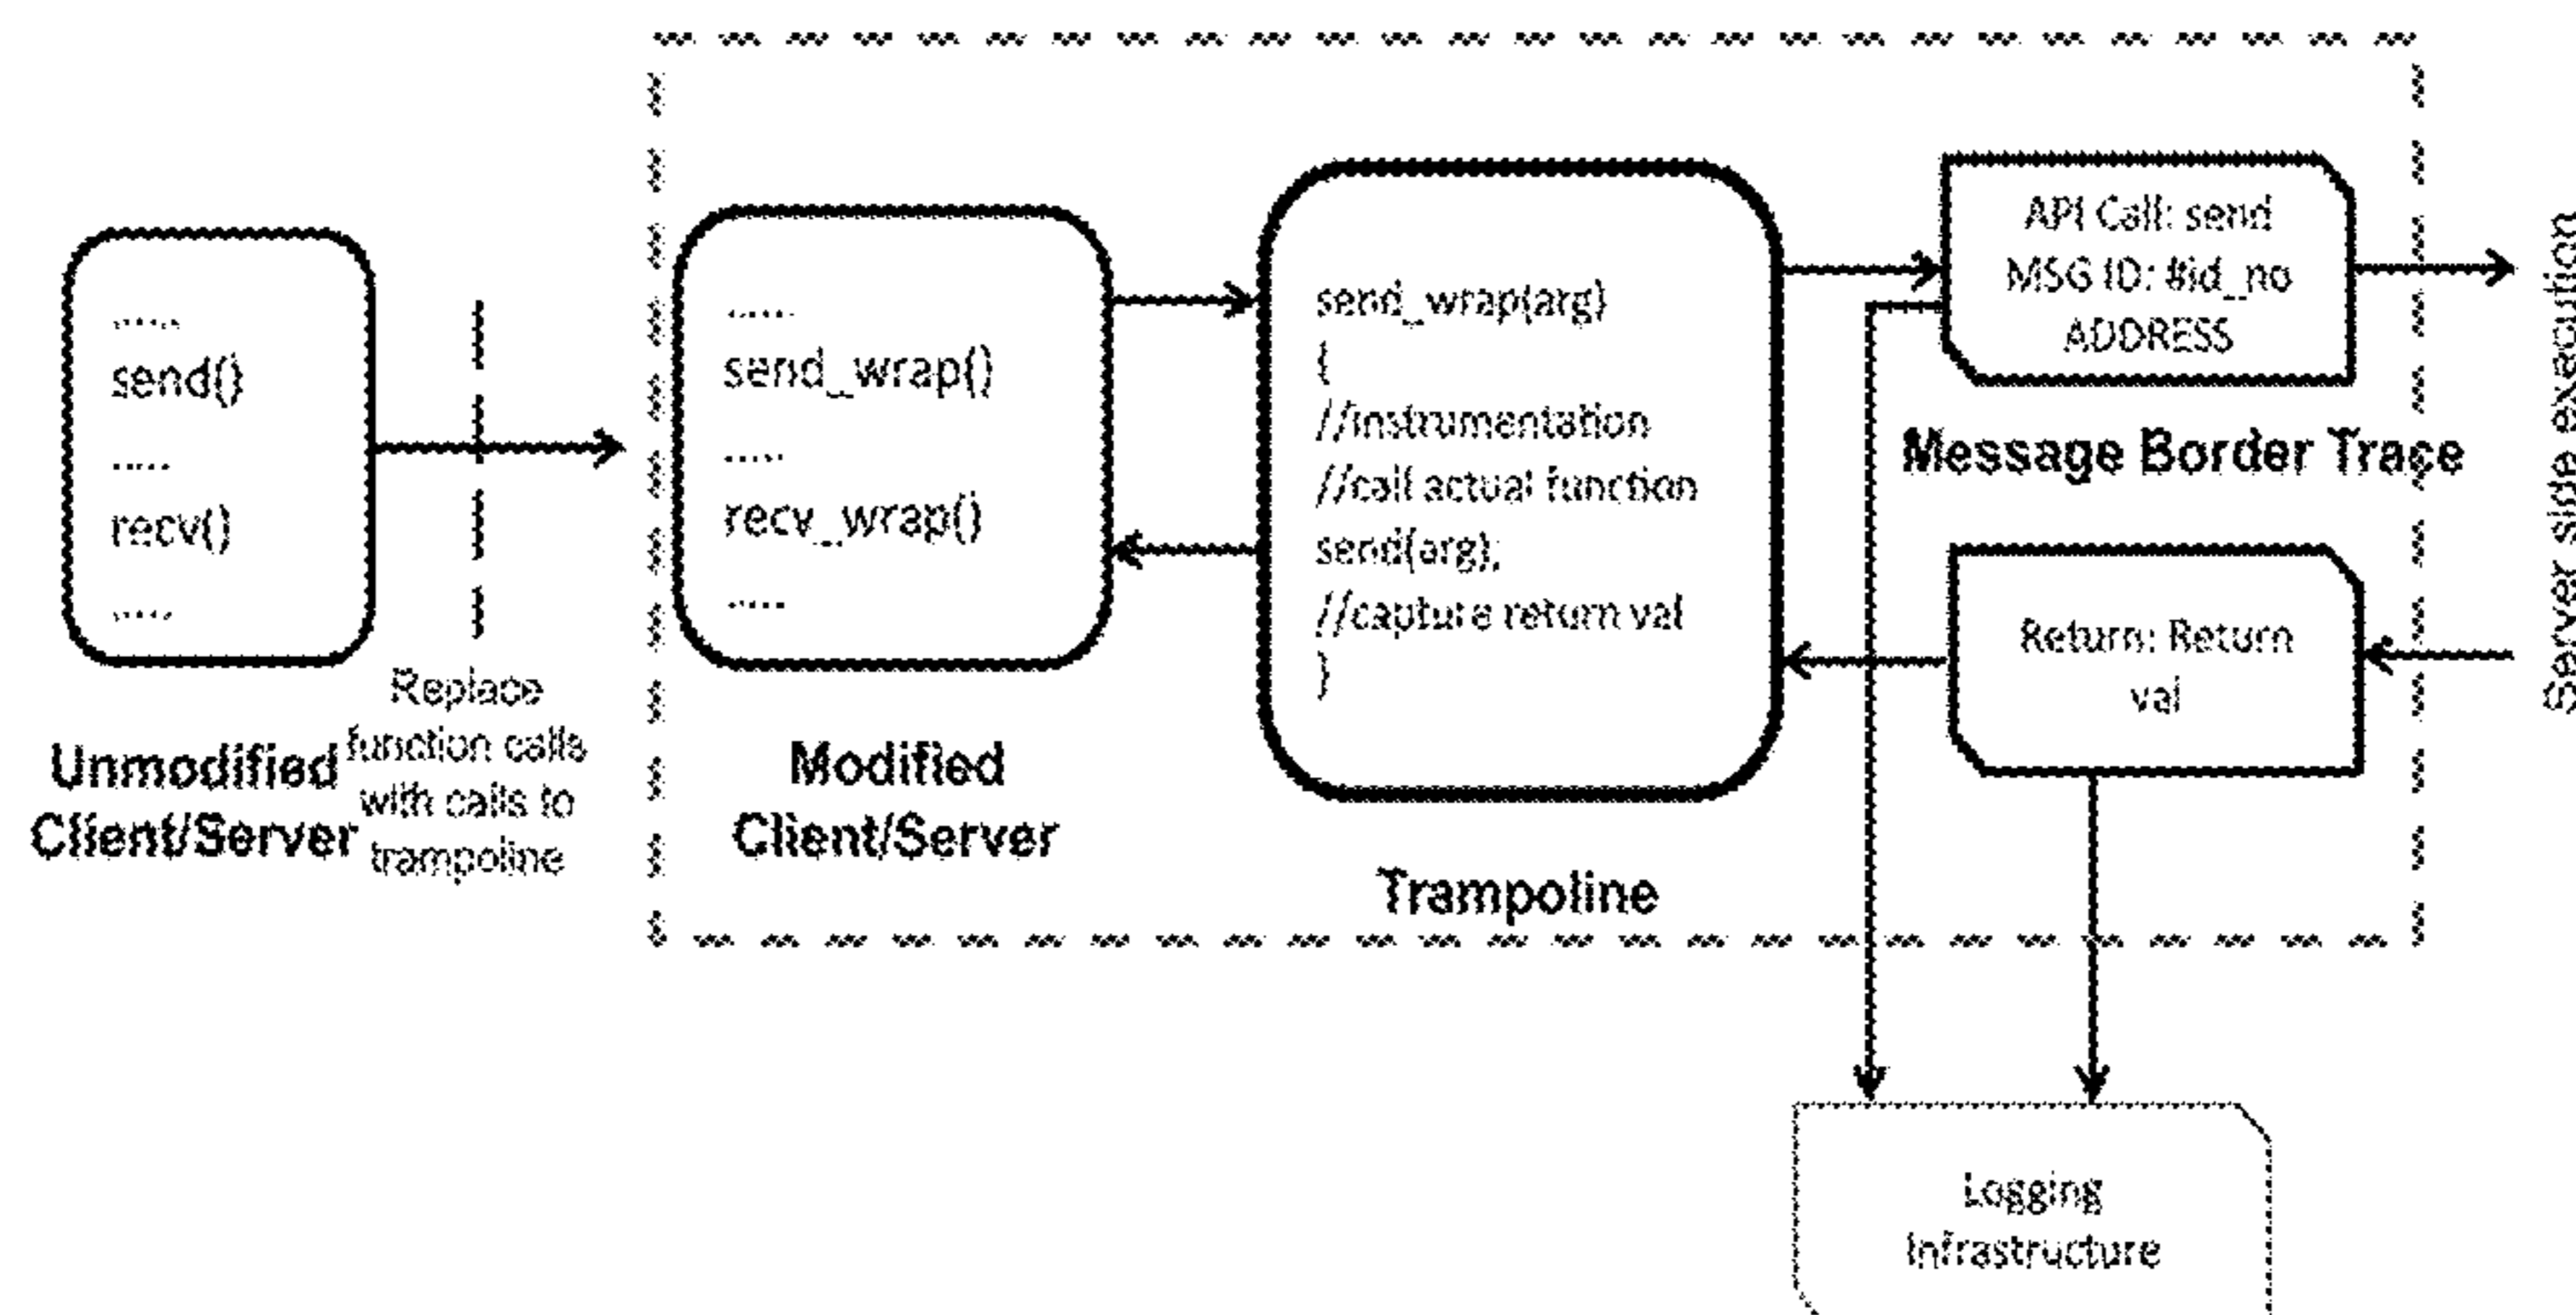 .....
send()
.....
recv()
.....
Unmodified
Client/Server
Replace
function calls
with calls to
trampoline
.....
send_wrap()
.....
recv_wrap()
.....
Modified
Client/Server
send_wrap(arg)
{
//instrumentation
//call actual function
send(arg);
//capture return val
}
Trampoline
API Call: send
MSG ID: #id_no
ADDRESS
Message Border Trace
Return: Return
val
Server side execution
Logging
Infrastructure